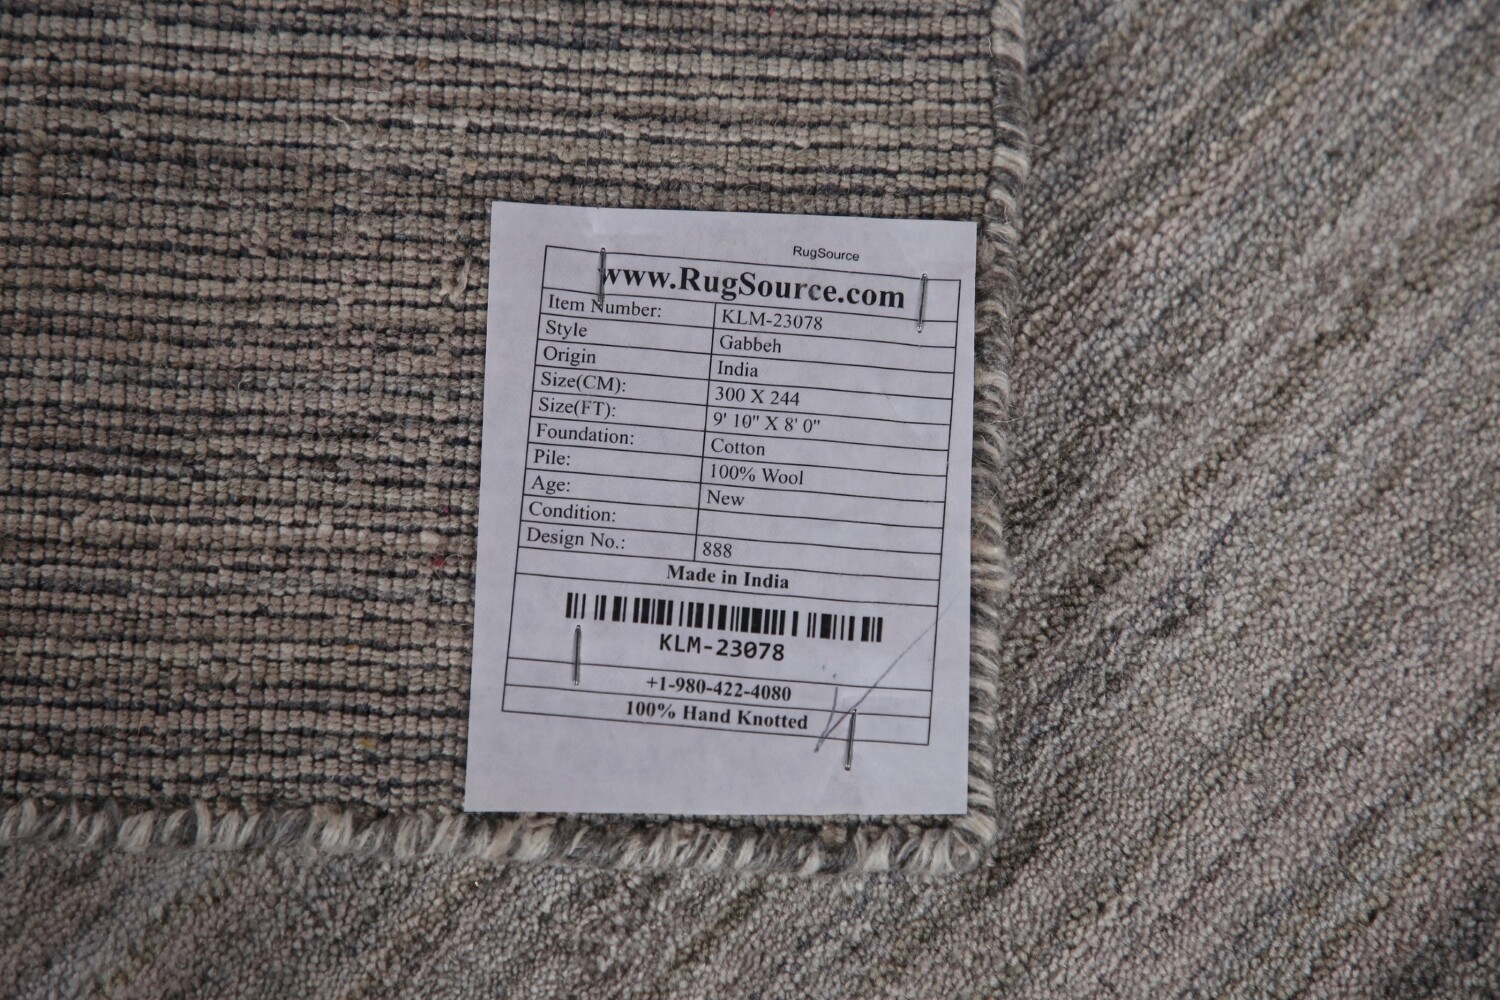 RugSource
www.RugSource.com
Item Number: KLM-23078
Style Gabbeh
Origin India
Size(CM): 300 X 244
Size(FT): 9' 10" X 8' 0"
Foundation: Cotton
Pile: 100% Wool
Age: New
Condition:
Design No.: 888
Made in India
KLM-23078
+1-980-422-4080
100% Hand Knotted